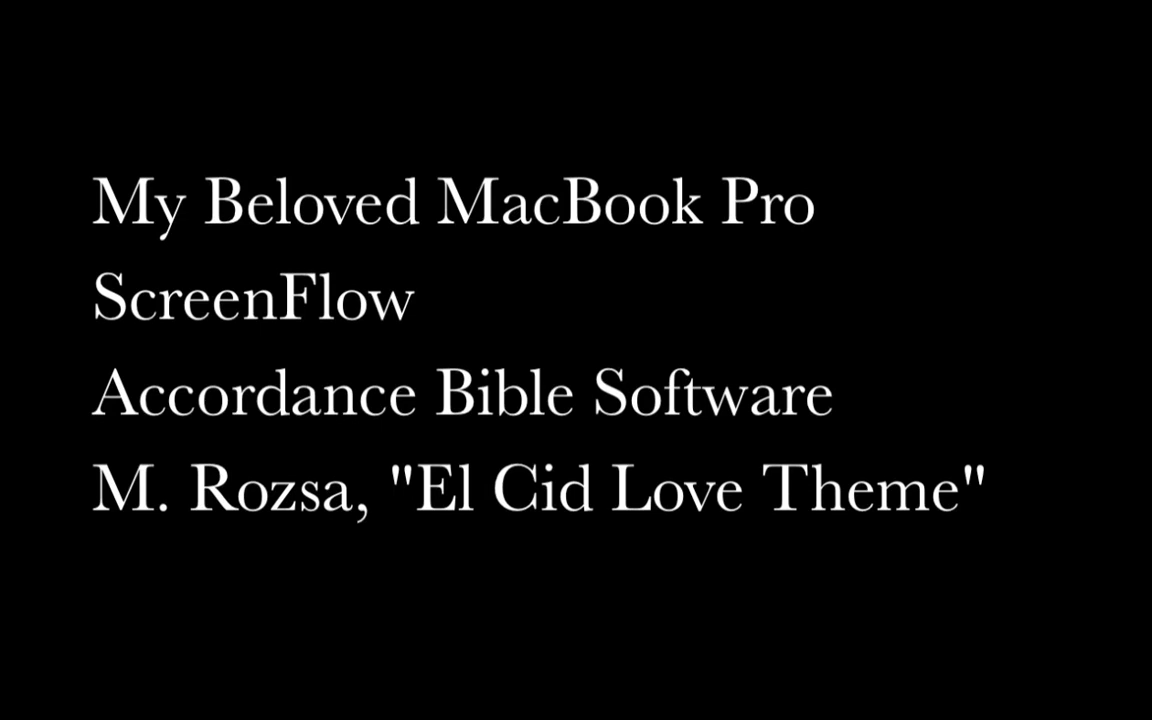 My Beloved MacBook Pro
ScreenFlow
Accordance Bible Software
M. Rozsa, "El Cid Love Theme"